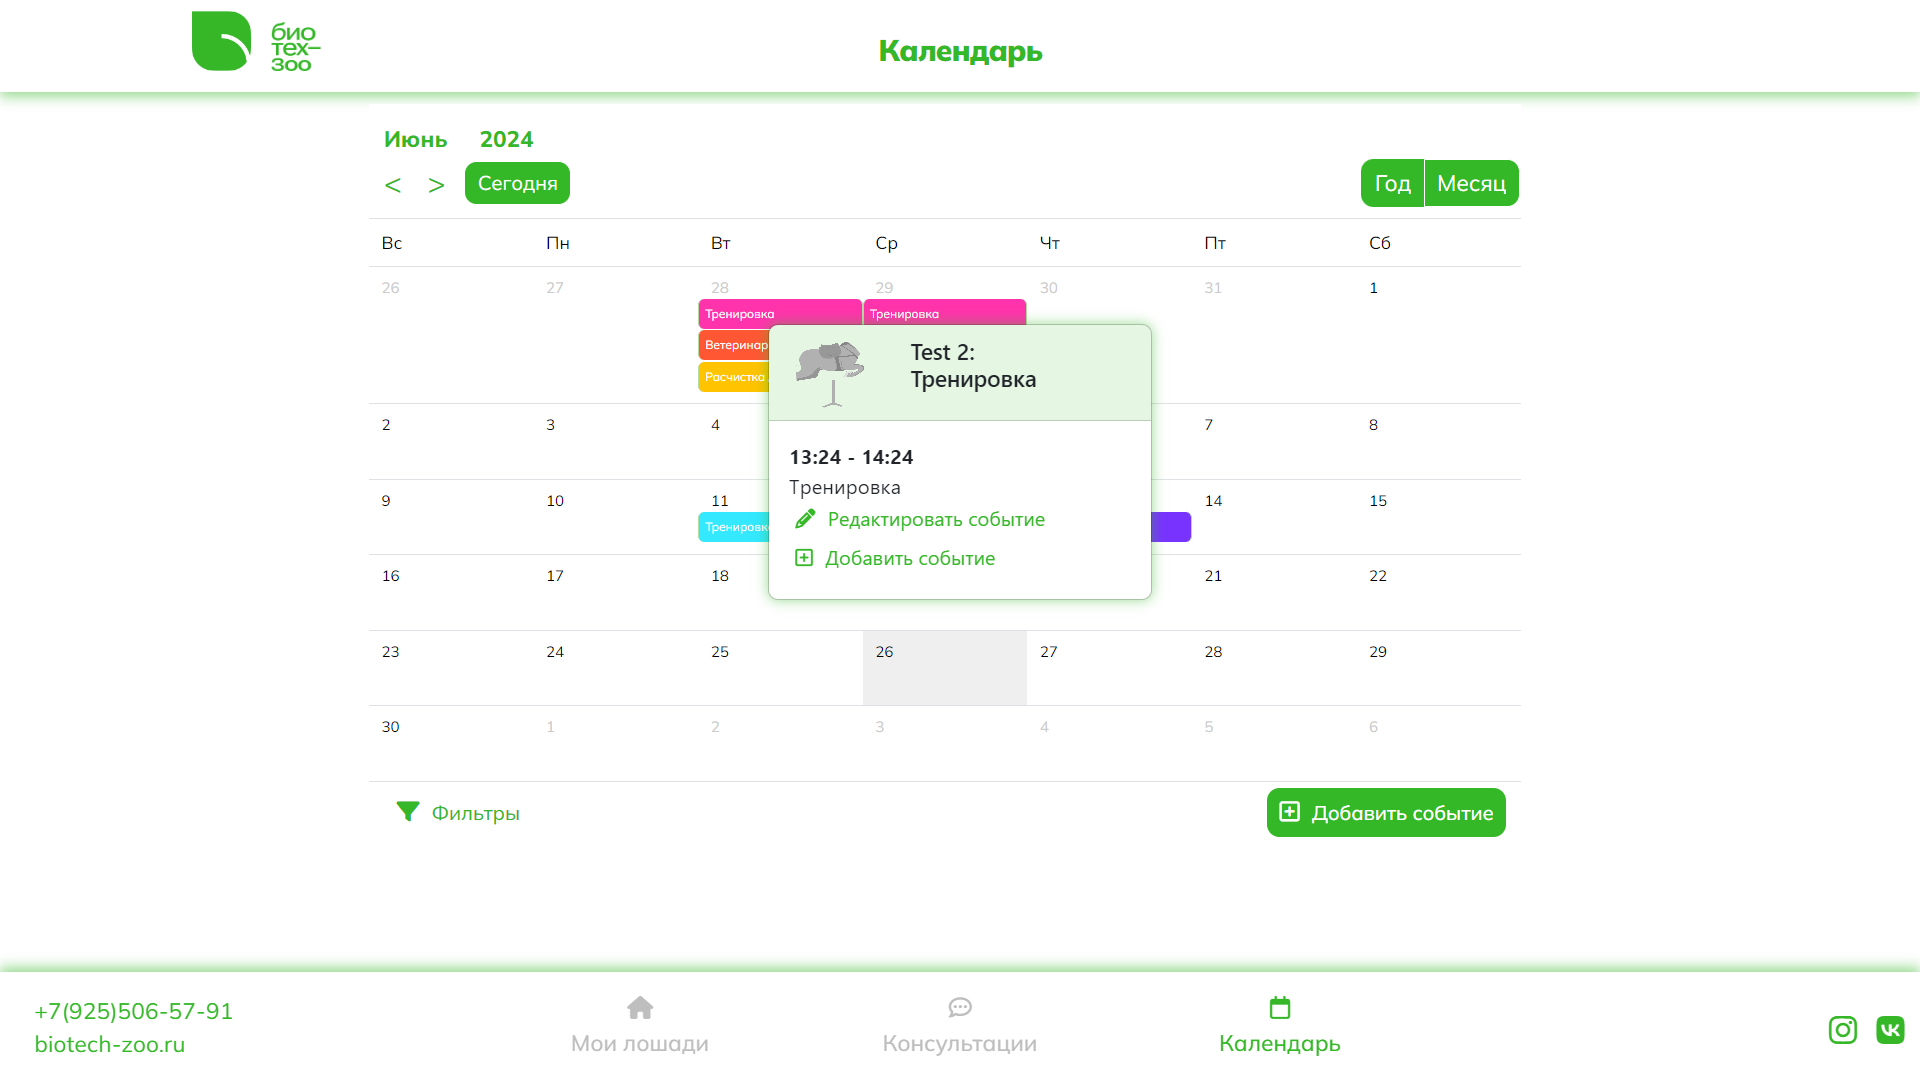 био
тех–
зоо
Календарь
Июнь 2024
< > Сегодня
Год Месяц
Вс Пн Вт Ср Чт Пт Сб
26 27 28 29 30 31 1
Тренировка Тренировка
Ветеринар
Расчистка
Test 2:
Тренировка
13:24 - 14:24
Тренировка
Редактировать событие
Добавить событие
2 3 4 7 8
9 10 11 14 15
Тренировка
16 17 18 21 22
23 24 25 26 27 28 29
30 1 2 3 4 5 6
Фильтры
Добавить событие
+7(925)506-57-91
biotech-zoo.ru
Мои лошади
Консультации
Календарь